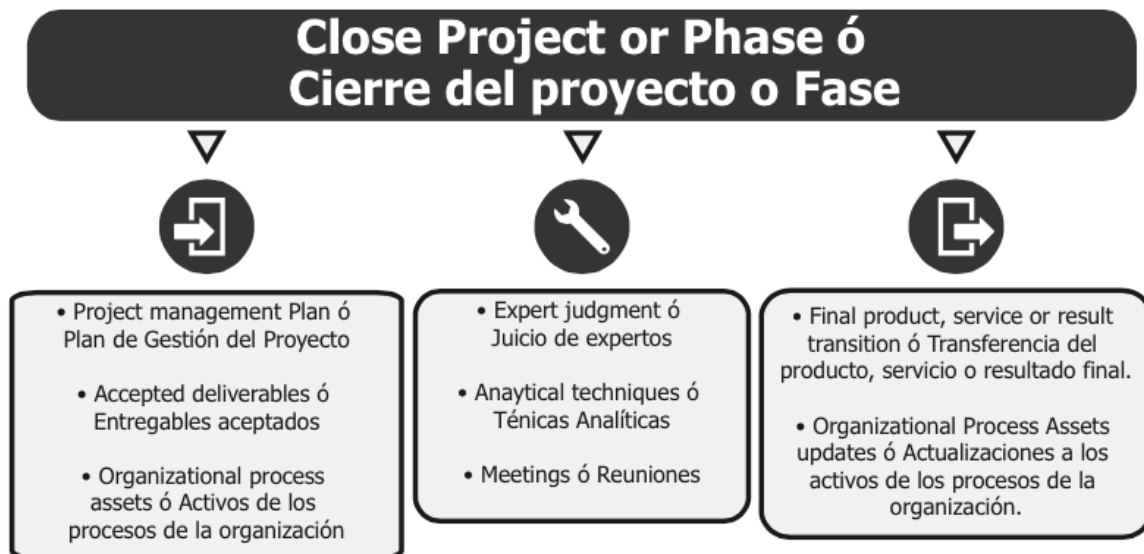 Close Project or Phase ó
Cierre del proyecto o Fase
• Project management Plan ó
Plan de Gestión del Proyecto
• Accepted deliverables ó
Entregables aceptados
• Organizational process
assets ó Activos de los
procesos de la organización
• Expert judgment ó
Juicio de expertos
• Anaytical techniques ó
Ténicas Analíticas
• Meetings ó Reuniones
• Final product, service or result
transition ó Transferencia del
producto, servicio o resultado final.
• Organizational Process Assets
updates ó Actualizaciones a los
activos de los procesos de la
organización.